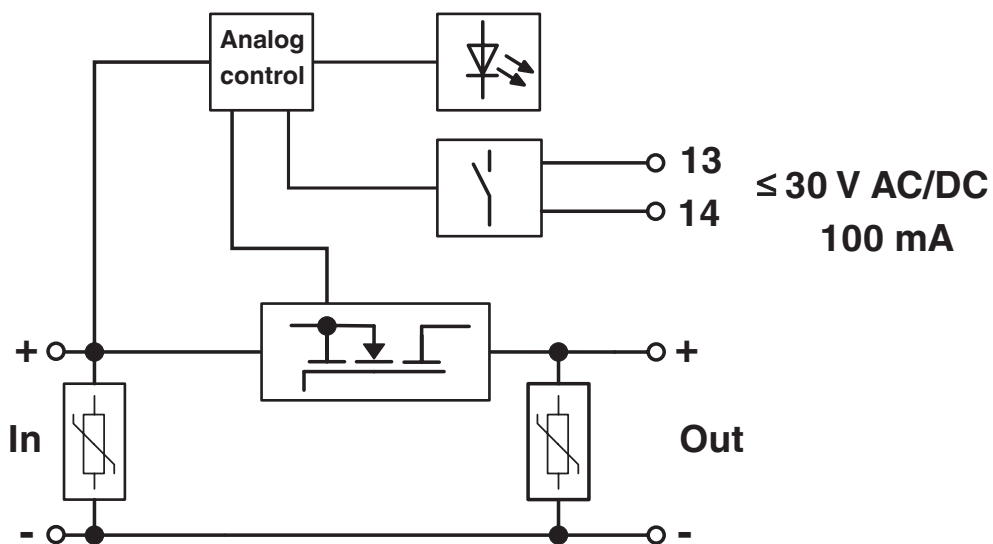 Analog
control
13
14
≤ 30 V AC/DC
100 mA
+
+
In
Out
-
-